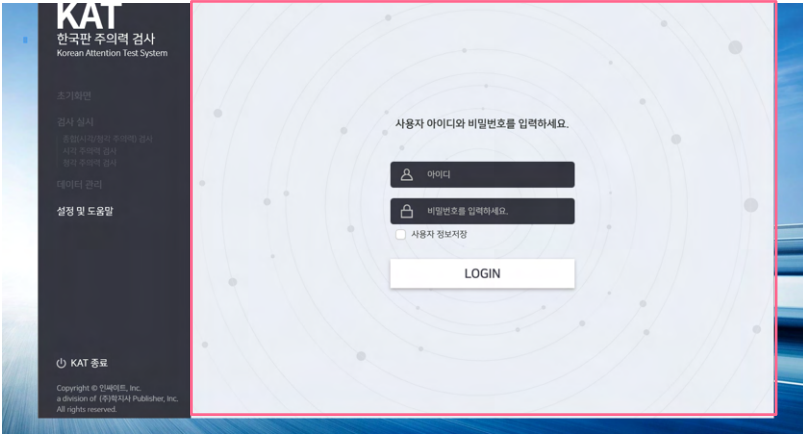 KAT
한국판 주의력 검사
Korean Attention Test System
초기화면
검사 실시
종합(시각/청각 주의력) 검사
시각 주의력 검사
청각 주의력 검사
데이터 관리
설정 및 도움말
KAT 종료
Copyright © 인싸이트, Inc.
a division of (주)학지사 Publisher, Inc.
All rights reserved.
사용자 아이디와 비밀번호를 입력하세요.
아이디
비밀번호를 입력하세요.
사용자 정보저장
LOGIN